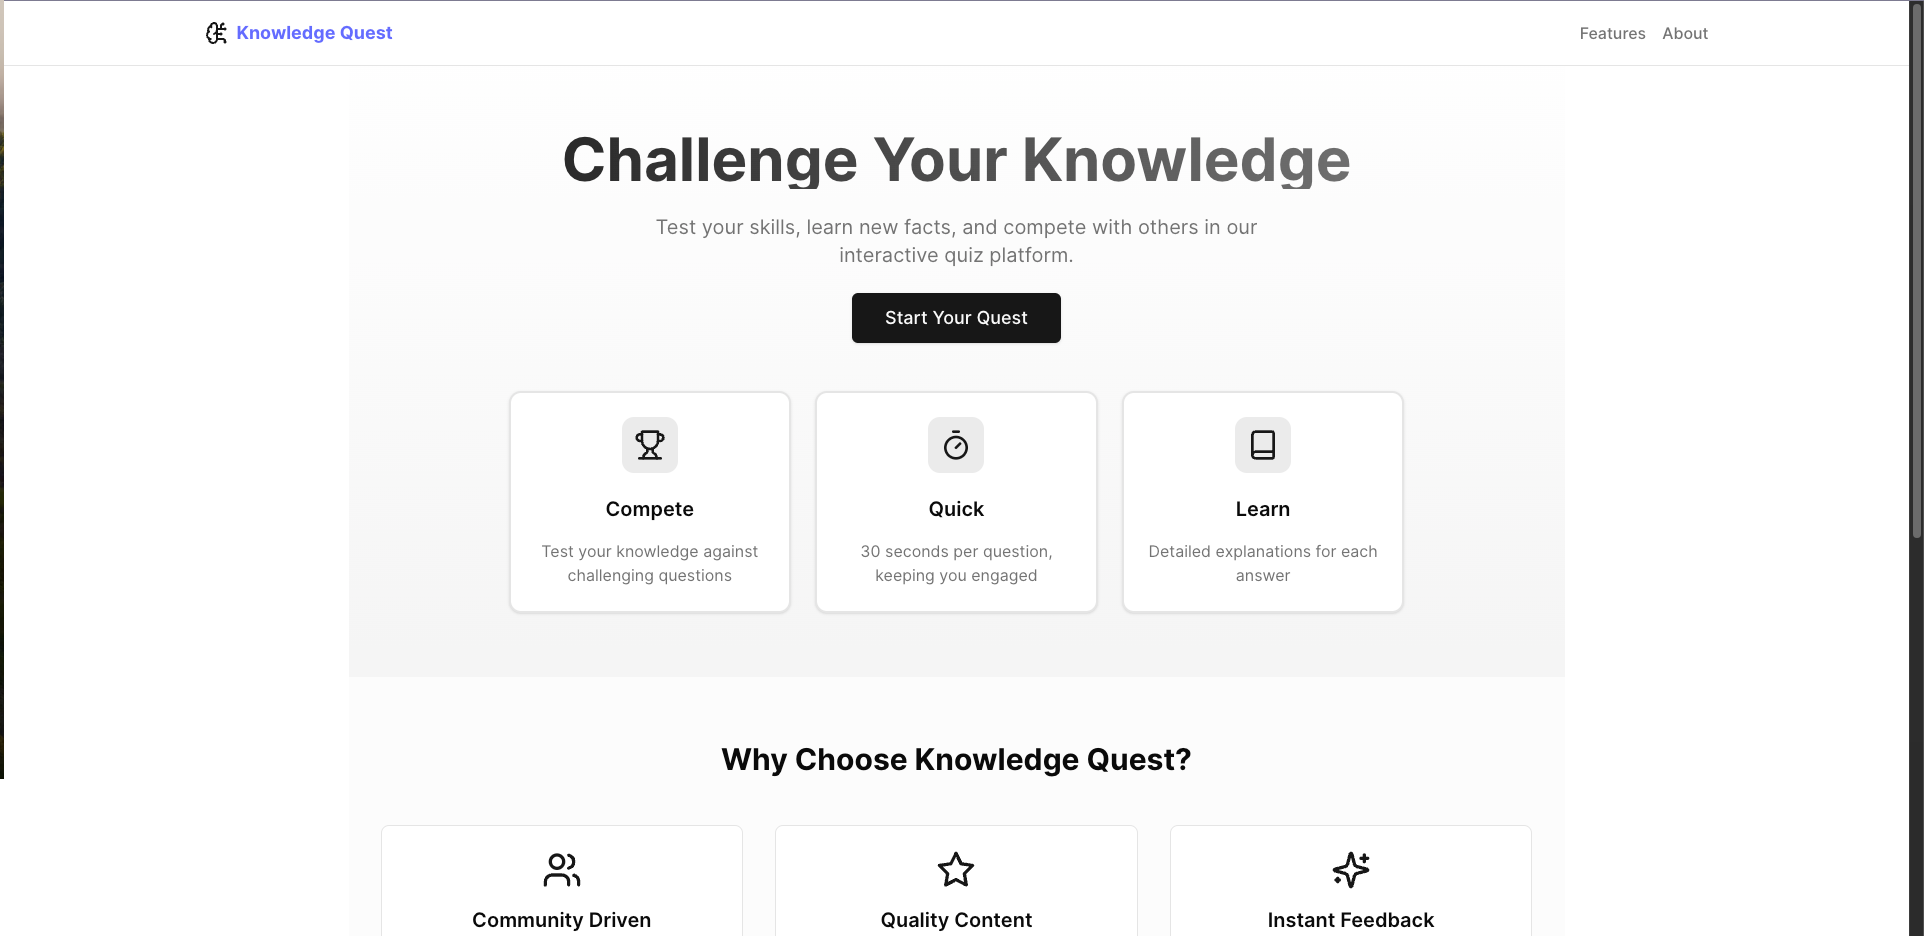 Knowledge Quest
Features
About
Challenge Your Knowledge
Test your skills, learn new facts, and compete with others in our
interactive quiz platform.
Start Your Quest
Compete
Test your knowledge against
challenging questions
Quick
30 seconds per question,
keeping you engaged
Learn
Detailed explanations for each
answer
Why Choose Knowledge Quest?
Community Driven
Quality Content
Instant Feedback